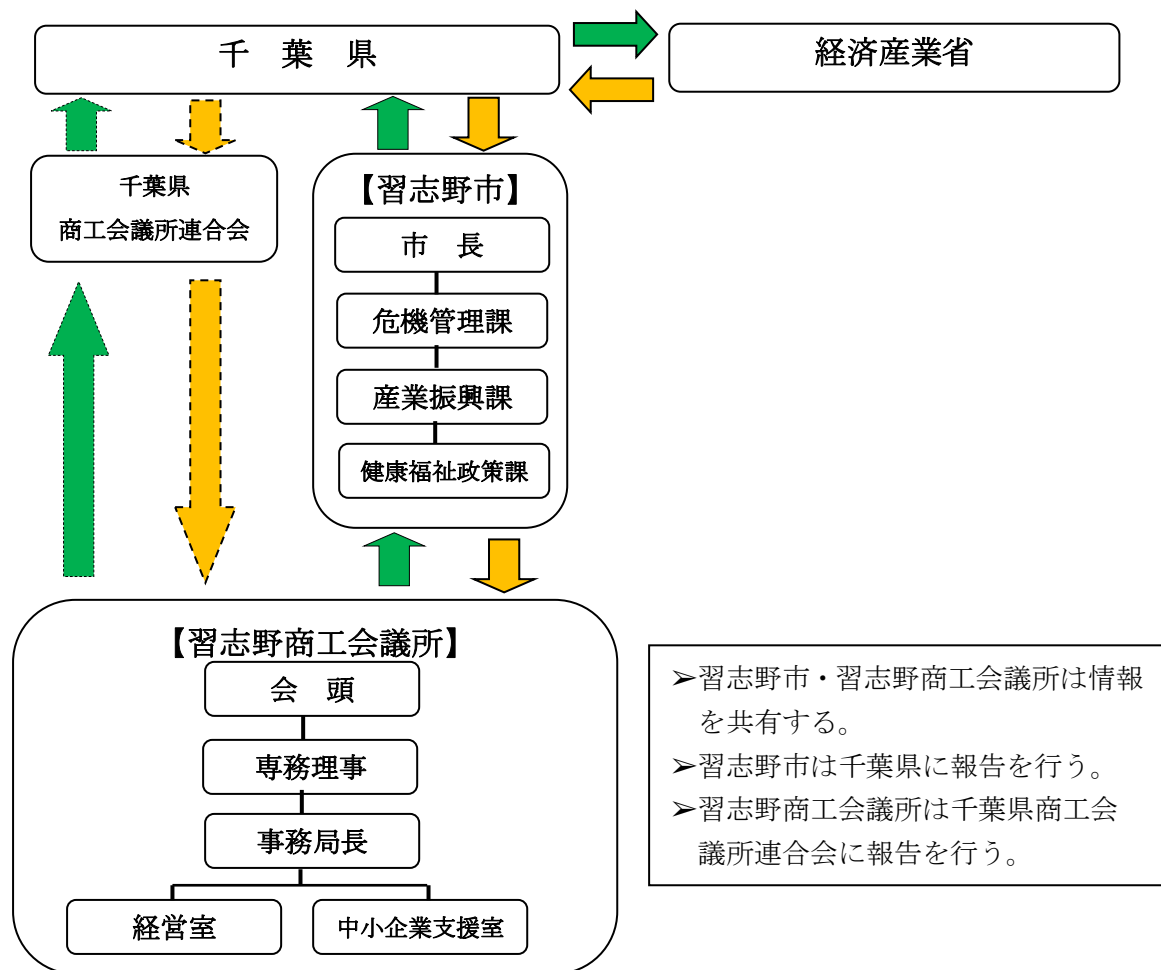 千　葉　県
経済産業省
千葉県
商工会議所連合会
【習志野市】
市　長
危機管理課
産業振興課
健康福祉政策課
【習志野商工会議所】
会　頭
専務理事
事務局長
経営室
中小企業支援室
➢習志野市・習志野商工会議所は情報
を共有する。
➢習志野市は千葉県に報告を行う。
➢習志野商工会議所は千葉県商工会
議所連合会に報告を行う。